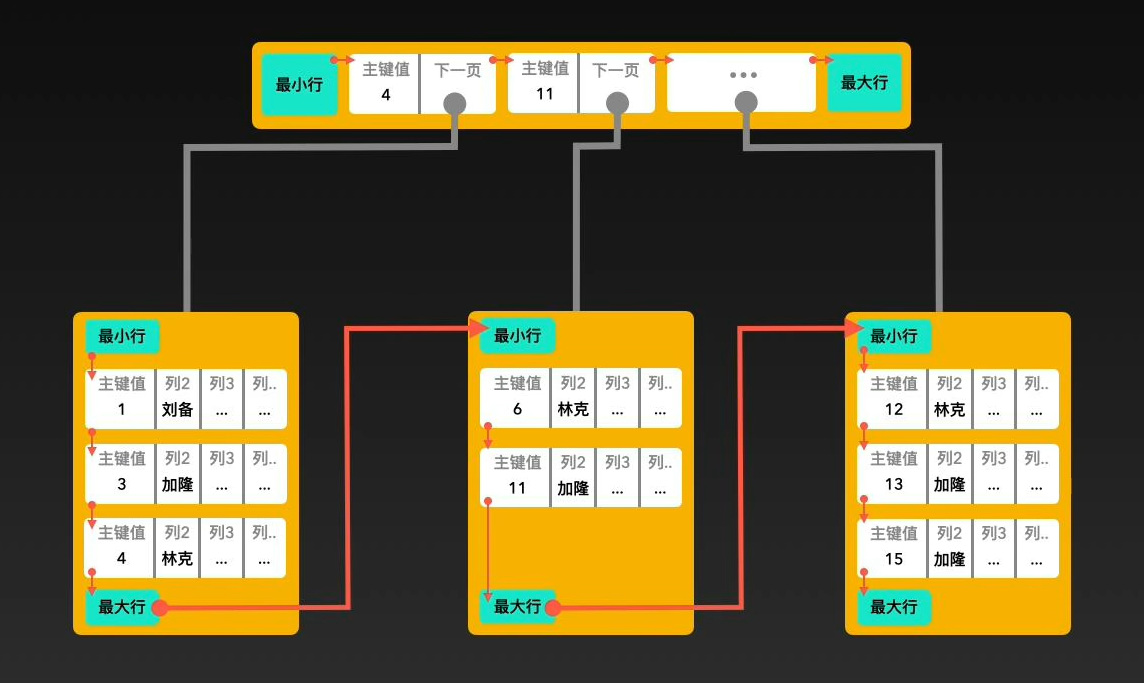 最小行
主键值 下一页
4
主键值 下一页
11
...
最大行
最小行
主键值 列2 列3 列..
1 刘备 ... ...
主键值 列2 列3 列..
3 加隆 ... ...
主键值 列2 列3 列..
4 林克 ... ...
最大行
最小行
主键值 列2 列3 列..
6 林克 ... ...
主键值 列2 列3 列..
11 加隆 ... ...
最大行
最小行
主键值 列2 列3 列..
12 林克 ... ...
主键值 列2 列3 列..
13 加隆 ... ...
主键值 列2 列3 列..
15 加隆 ... ...
最大行